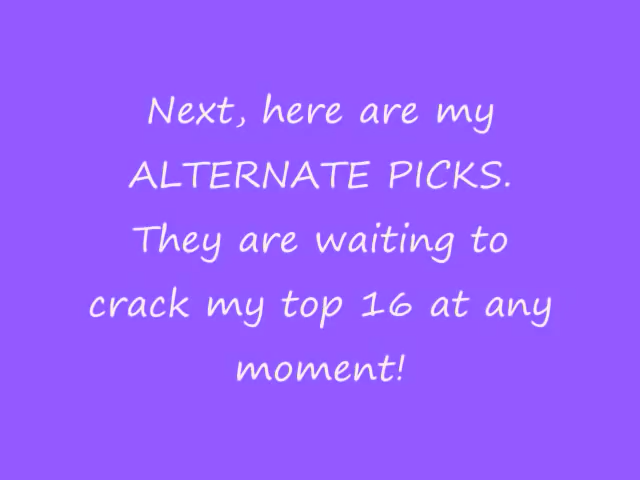 Next, here are my
ALTERNATE PICKS.
They are waiting to
crack my top 16 at any
moment!